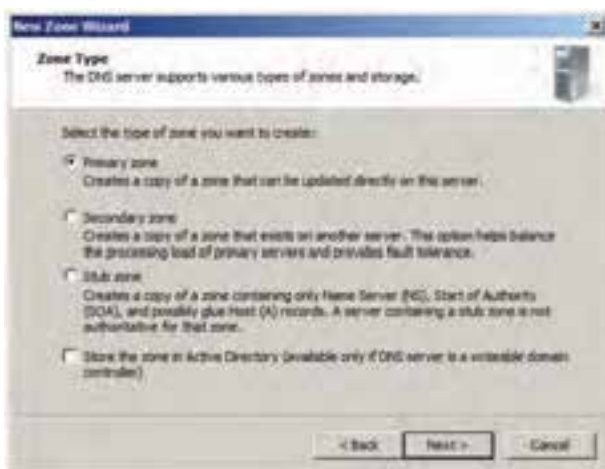 New Zone Wizard
Zone Type
The DNS server supports various types of zones and storage.
Select the type of zone you want to create:
Primary zone
Creates a copy of a zone that can be updated directly on this server.
Secondary zone
Creates a copy of a zone that exists on another server. This option helps balance
the processing load of primary servers and provides fault tolerance.
Stub zone
Creates a copy of a zone containing only Name Server (NS), Start of Authority
(SOA), and possibly glue Host (A) records. A server containing a stub zone is not
authoritative for that zone.
Store the zone in Active Directory (available only if DNS server is a writeable domain
controller)
< Back
Next >
Cancel